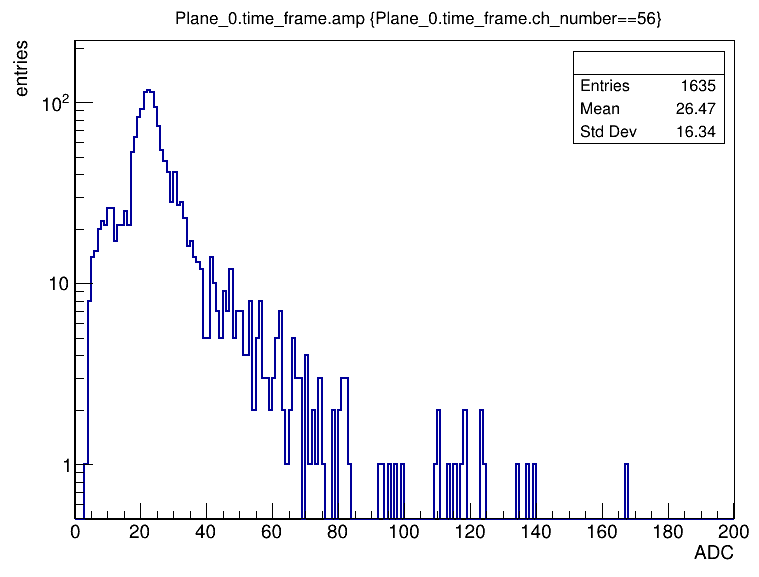 Plane_0.time_frame.amp {Plane_0.time_frame.ch_number==56}
entries
Entries 1635
Mean 26.47
Std Dev 16.34
10²
10
1
0 20 40 60 80 100 120 140 160 180 200
ADC